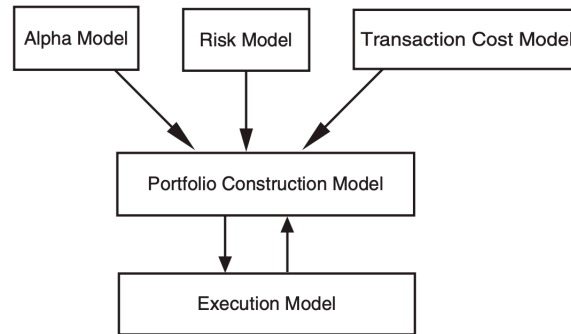 Alpha Model
Risk Model
Transaction Cost Model
Portfolio Construction Model
Execution Model